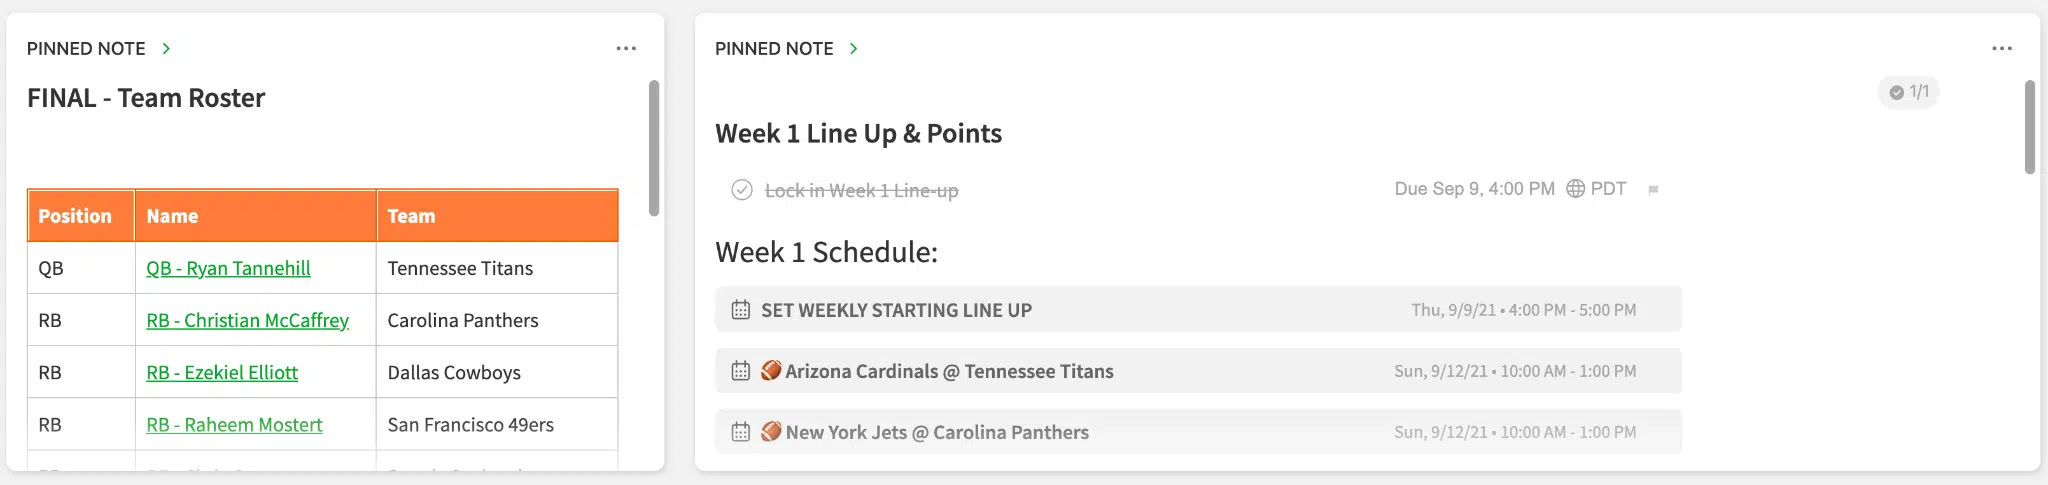 PINNED NOTE
FINAL - Team Roster
Position Name Team
QB QB - Ryan Tannehill Tennessee Titans
RB RB - Christian McCaffrey Carolina Panthers
RB RB - Ezekiel Elliott Dallas Cowboys
RB RB - Raheem Mostert San Francisco 49ers
PINNED NOTE
1/1
Week 1 Line Up & Points
Lock in Week 1 Line-up Due Sep 9, 4:00 PM PDT
Week 1 Schedule:
SET WEEKLY STARTING LINE UP Thu, 9/9/21 • 4:00 PM - 5:00 PM
🏈 Arizona Cardinals @ Tennessee Titans Sun, 9/12/21 • 10:00 AM - 1:00 PM
🏈 New York Jets @ Carolina Panthers Sun, 9/12/21 • 10:00 AM - 1:00 PM